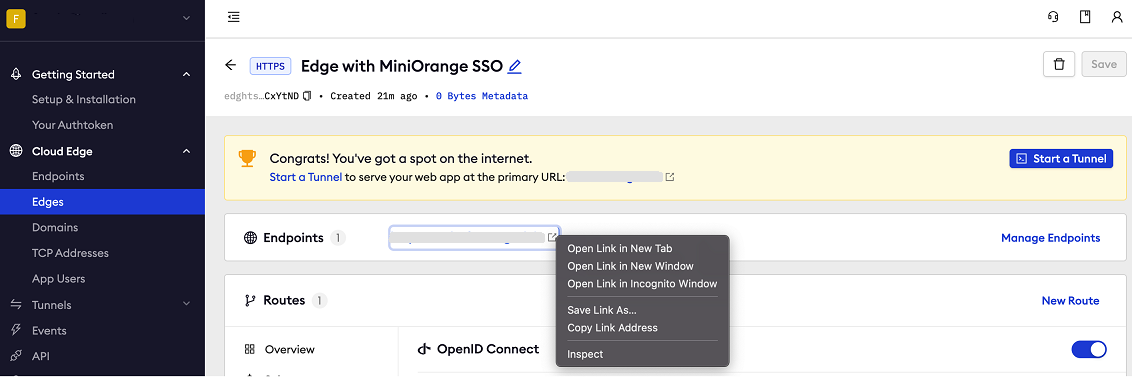 F
Getting Started
Setup & Installation
Your Authtoken
Cloud Edge
Endpoints
Edges
Domains
TCP Addresses
App Users
Tunnels
Events
API
HTTPS Edge with MiniOrange SSO
Save
edghts…CxYtND • Created 21m ago • 0 Bytes Metadata
Congrats! You've got a spot on the internet.
Start a Tunnel to serve your web app at the primary URL:
Start a Tunnel
Endpoints 1
Manage Endpoints
Open Link in New Tab
Open Link in New Window
Open Link in Incognito Window
Save Link As...
Copy Link Address
Inspect
Routes 1
New Route
Overview
OpenID Connect